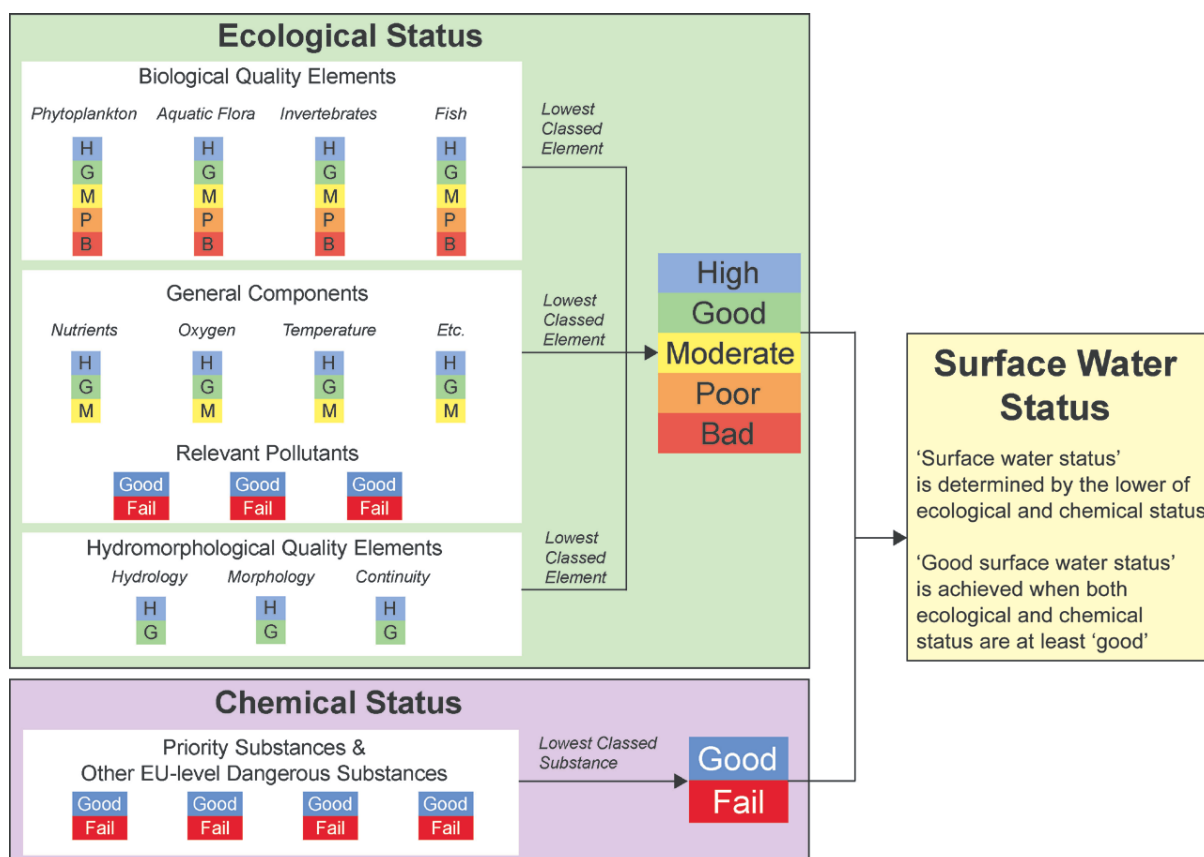 Ecological Status
Biological Quality Elements
Phytoplankton Aquatic Flora Invertebrates Fish
H H H H
G G G G
M M M M
P P P P
B B B B
Lowest
Classed
Element
General Components
Nutrients Oxygen Temperature Etc.
H H H H
G G G G
M M M M
Relevant Pollutants
Good Good Good
Fail Fail Fail
Lowest
Classed
Element
Hydromorphological Quality Elements
Hydrology Morphology Continuity
H H H
G G G
Lowest
Classed
Element
High
Good
Moderate
Poor
Bad
Chemical Status
Priority Substances &
Other EU-level Dangerous Substances
Good Good Good Good
Fail Fail Fail Fail
Lowest Classed
Substance
Good
Fail
Surface Water
Status
‘Surface water status’
is determined by the lower of
ecological and chemical status
‘Good surface water status’
is achieved when both
ecological and chemical
status are at least ‘good’